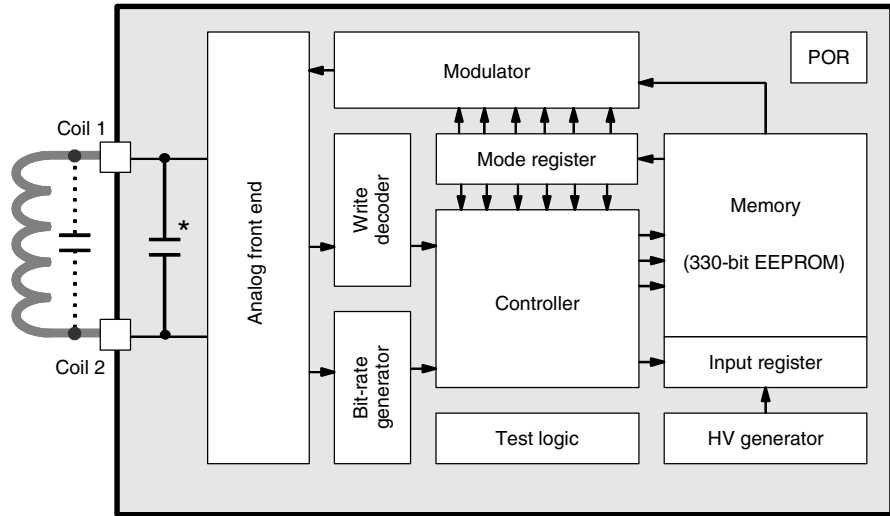 POR
Modulator
Coil 1
Mode register
Write
decoder
Memory
(330-bit EEPROM)
*
Analog front end
Controller
Coil 2
Bit-rate
generator
Input register
Test logic
HV generator